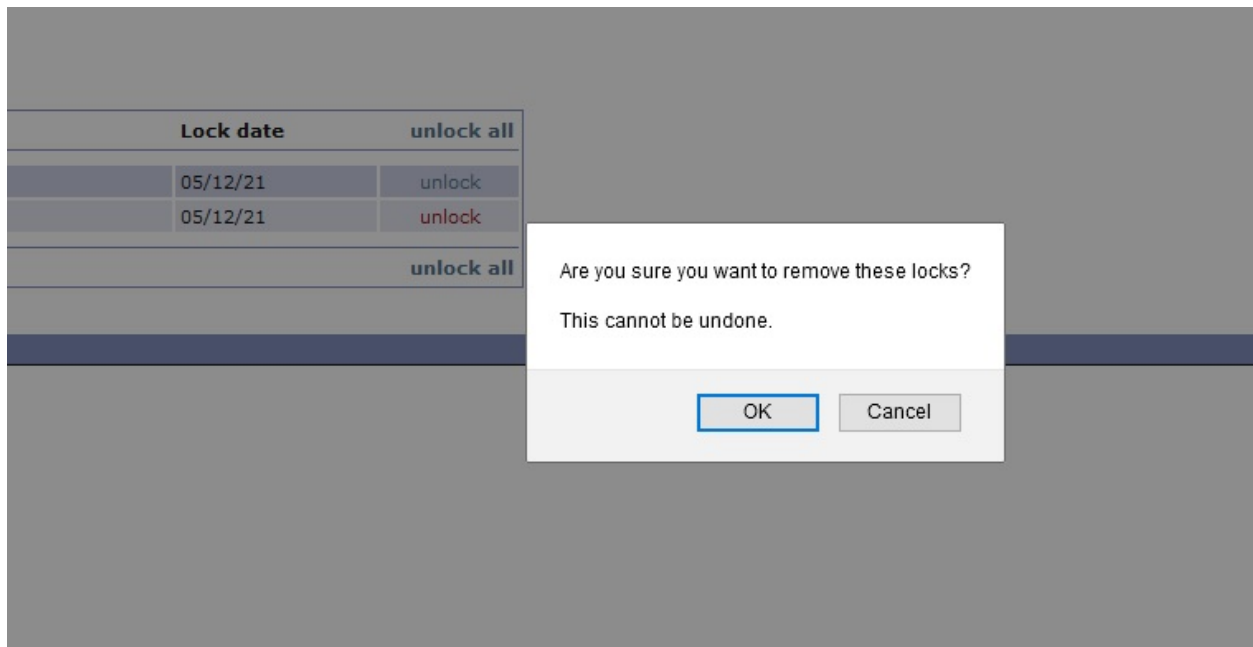 Lock date unlock all
05/12/21 unlock
05/12/21 unlock
unlock all
Are you sure you want to remove these locks?
This cannot be undone.
OK Cancel